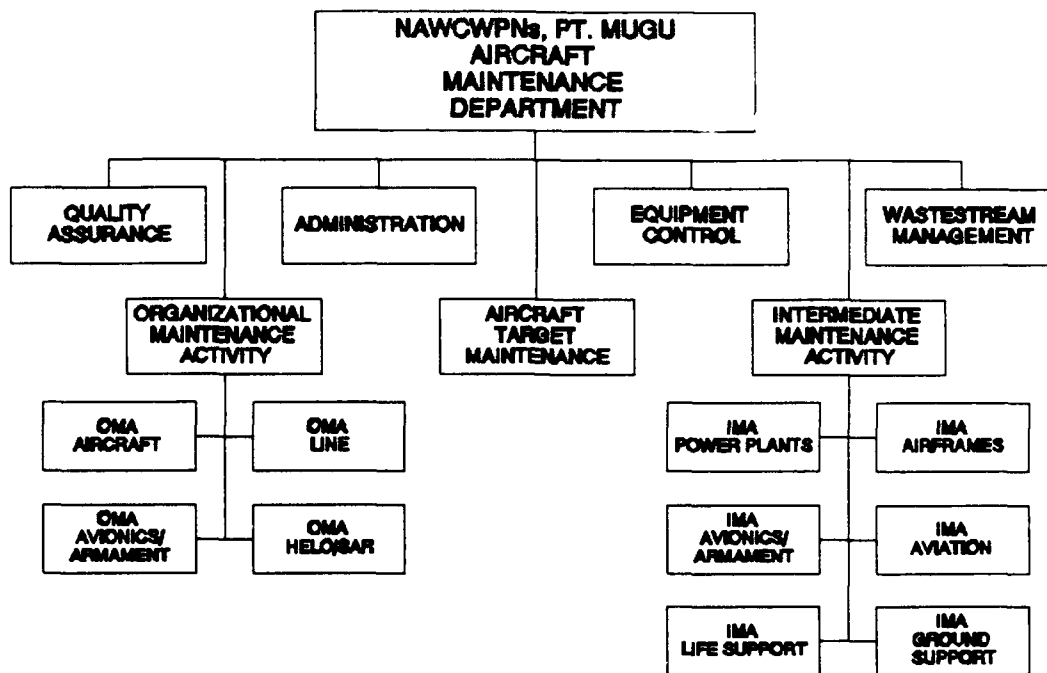 NAWCWPNs, PT. MUGU
AIRCRAFT
MAINTENANCE
DEPARTMENT
QUALITY
ASSURANCE
ADMINISTRATION
EQUIPMENT
CONTROL
WASTESTREAM
MANAGEMENT
ORGANIZATIONAL
MAINTENANCE
ACTIVITY
AIRCRAFT
TARGET
MAINTENANCE
INTERMEDIATE
MAINTENANCE
ACTIVITY
OMA
AIRCRAFT
OMA
LINE
IMA
POWER PLANTS
IMA
AIRFRAMES
OMA
AVIONICS/
ARMAMENT
OMA
HELO/SAR
IMA
AVIONICS/
ARMAMENT
IMA
AVIATION
IMA
LIFE SUPPORT
IMA
GROUND
SUPPORT